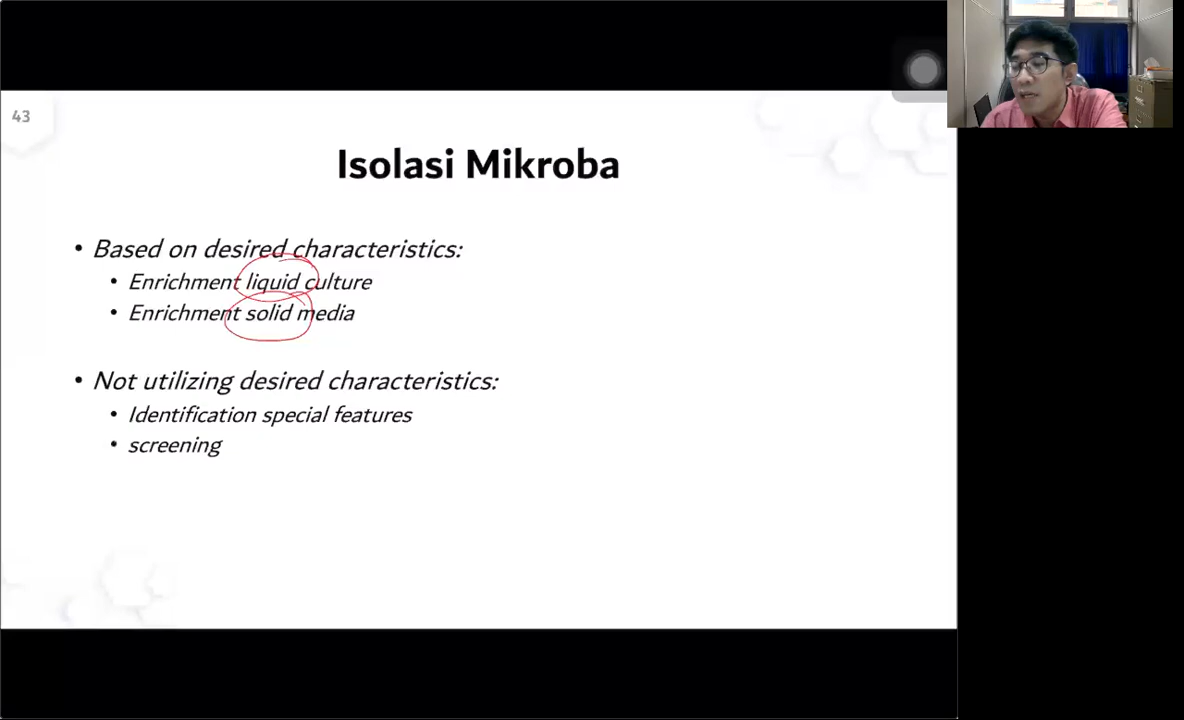 43
Isolasi Mikroba
• Based on desired characteristics:
• Enrichment liquid culture
• Enrichment solid media
• Not utilizing desired characteristics:
• Identification special features
• screening